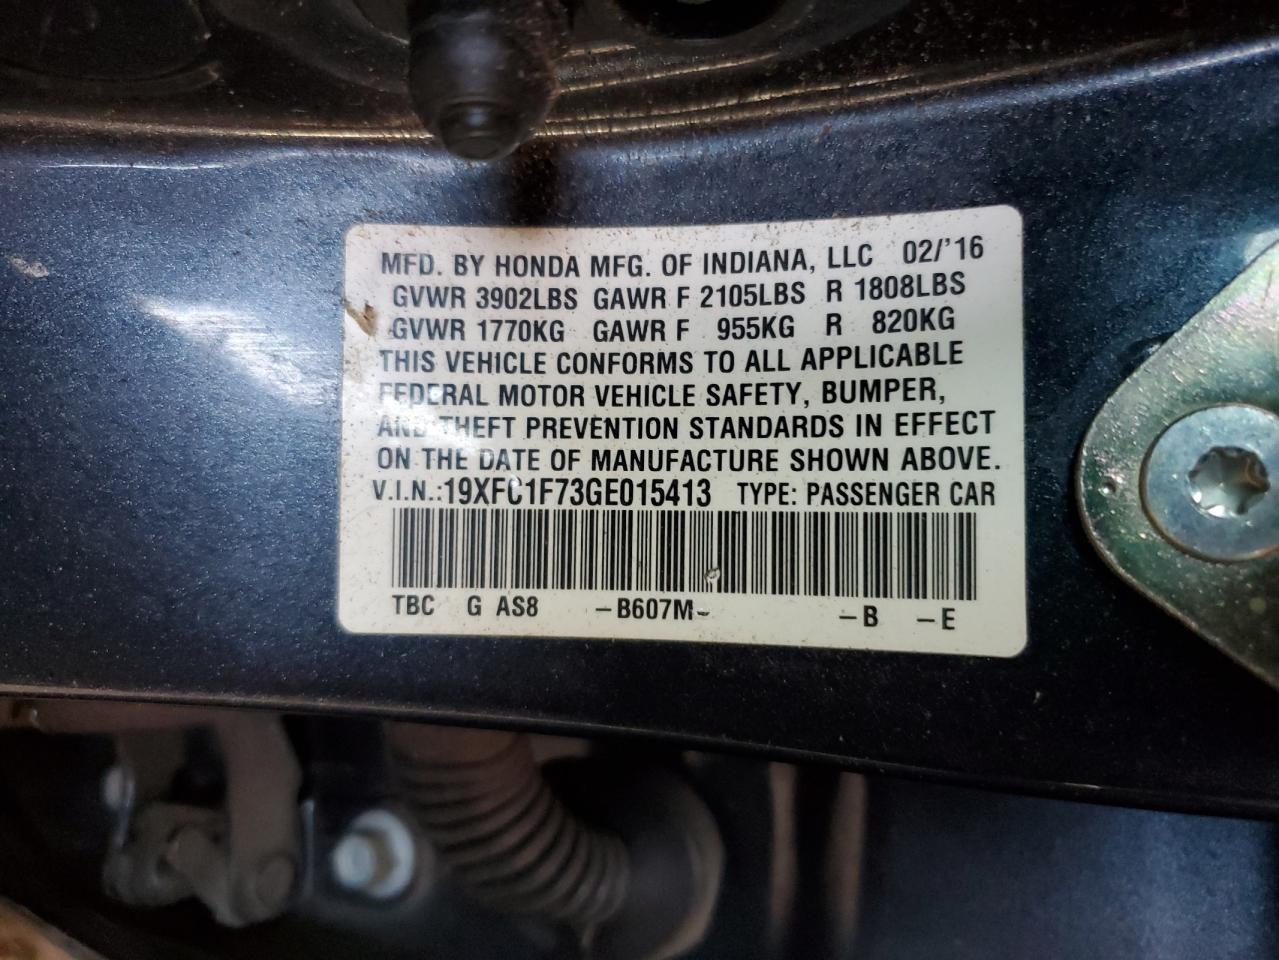 MFD. BY HONDA MFG. OF INDIANA, LLC 02/'16
GVWR 3902LBS GAWR F 2105LBS R 1808LBS
GVWR 1770KG GAWR F 955KG R 820KG
THIS VEHICLE CONFORMS TO ALL APPLICABLE
FEDERAL MOTOR VEHICLE SAFETY, BUMPER,
AND THEFT PREVENTION STANDARDS IN EFFECT
ON THE DATE OF MANUFACTURE SHOWN ABOVE.
V.I.N.:19XFC1F73GE015413 TYPE: PASSENGER CAR
TBC G AS8 –B607M– –B –E